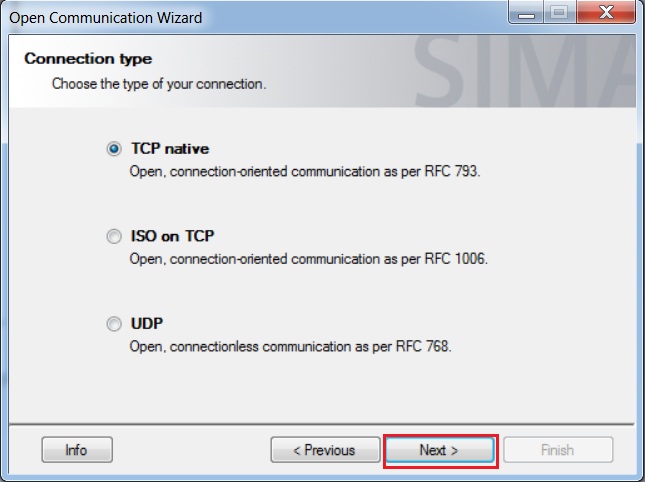 Open Communication Wizard
Connection type
Choose the type of your connection.
SIMA
TCP native
Open, connection-oriented communication as per RFC 793.
ISO on TCP
Open, connection-oriented communication as per RFC 1006.
UDP
Open, connectionless communication as per RFC 768.
Info
< Previous
Next >
Finish